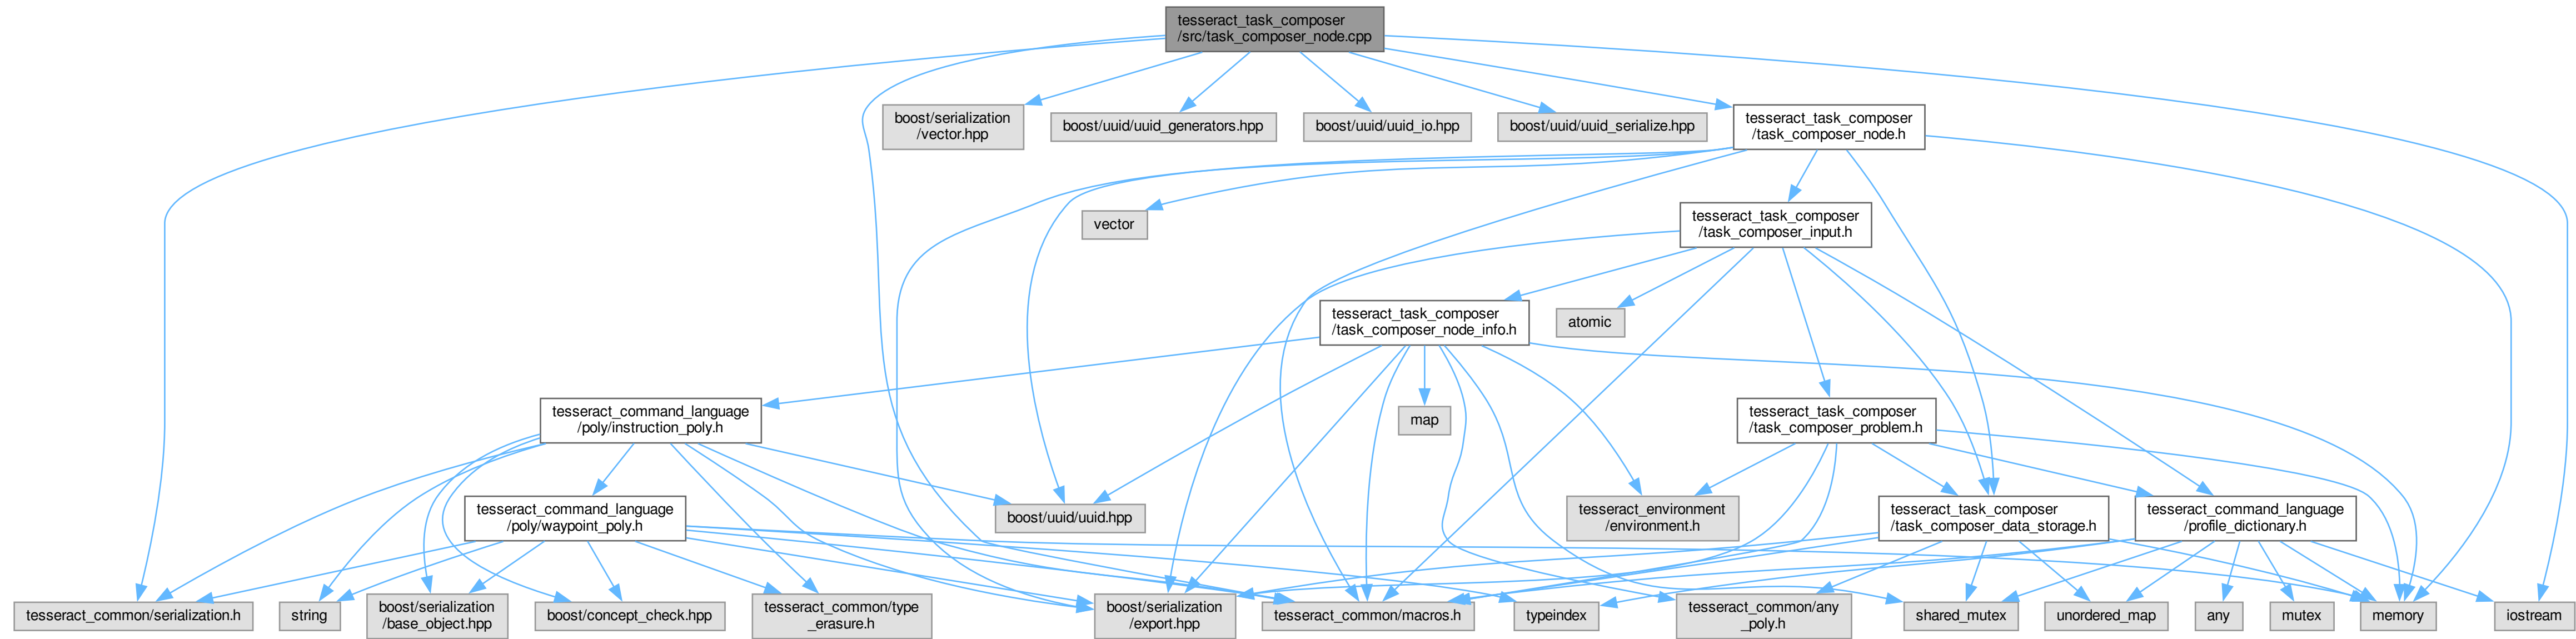 tesseract_task_composer
/src/task_composer_node.cpp
boost/serialization
/vector.hpp
boost/uuid/uuid_generators.hpp
boost/uuid/uuid_io.hpp
boost/uuid/uuid_serialize.hpp
tesseract_task_composer
/task_composer_node.h
vector
tesseract_task_composer
/task_composer_input.h
tesseract_task_composer
/task_composer_node_info.h
atomic
tesseract_command_language
/poly/instruction_poly.h
map
tesseract_task_composer
/task_composer_problem.h
tesseract_command_language
/poly/waypoint_poly.h
boost/uuid/uuid.hpp
tesseract_environment
/environment.h
tesseract_task_composer
/task_composer_data_storage.h
tesseract_command_language
/profile_dictionary.h
tesseract_common/serialization.h
string
boost/serialization
/base_object.hpp
boost/concept_check.hpp
tesseract_common/type
_erasure.h
boost/serialization
/export.hpp
tesseract_common/macros.h
typeindex
tesseract_common/any
_poly.h
shared_mutex
unordered_map
any
mutex
memory
iostream